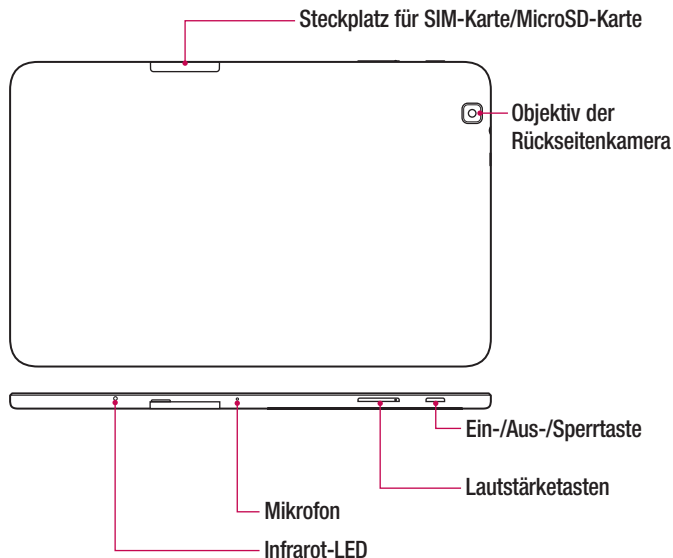 Steckplatz für SIM-Karte/MicroSD-Karte
Objektiv der
Rückseitenkamera
Ein-/Aus-/Sperrtaste
Lautstärketasten
Mikrofon
Infrarot-LED